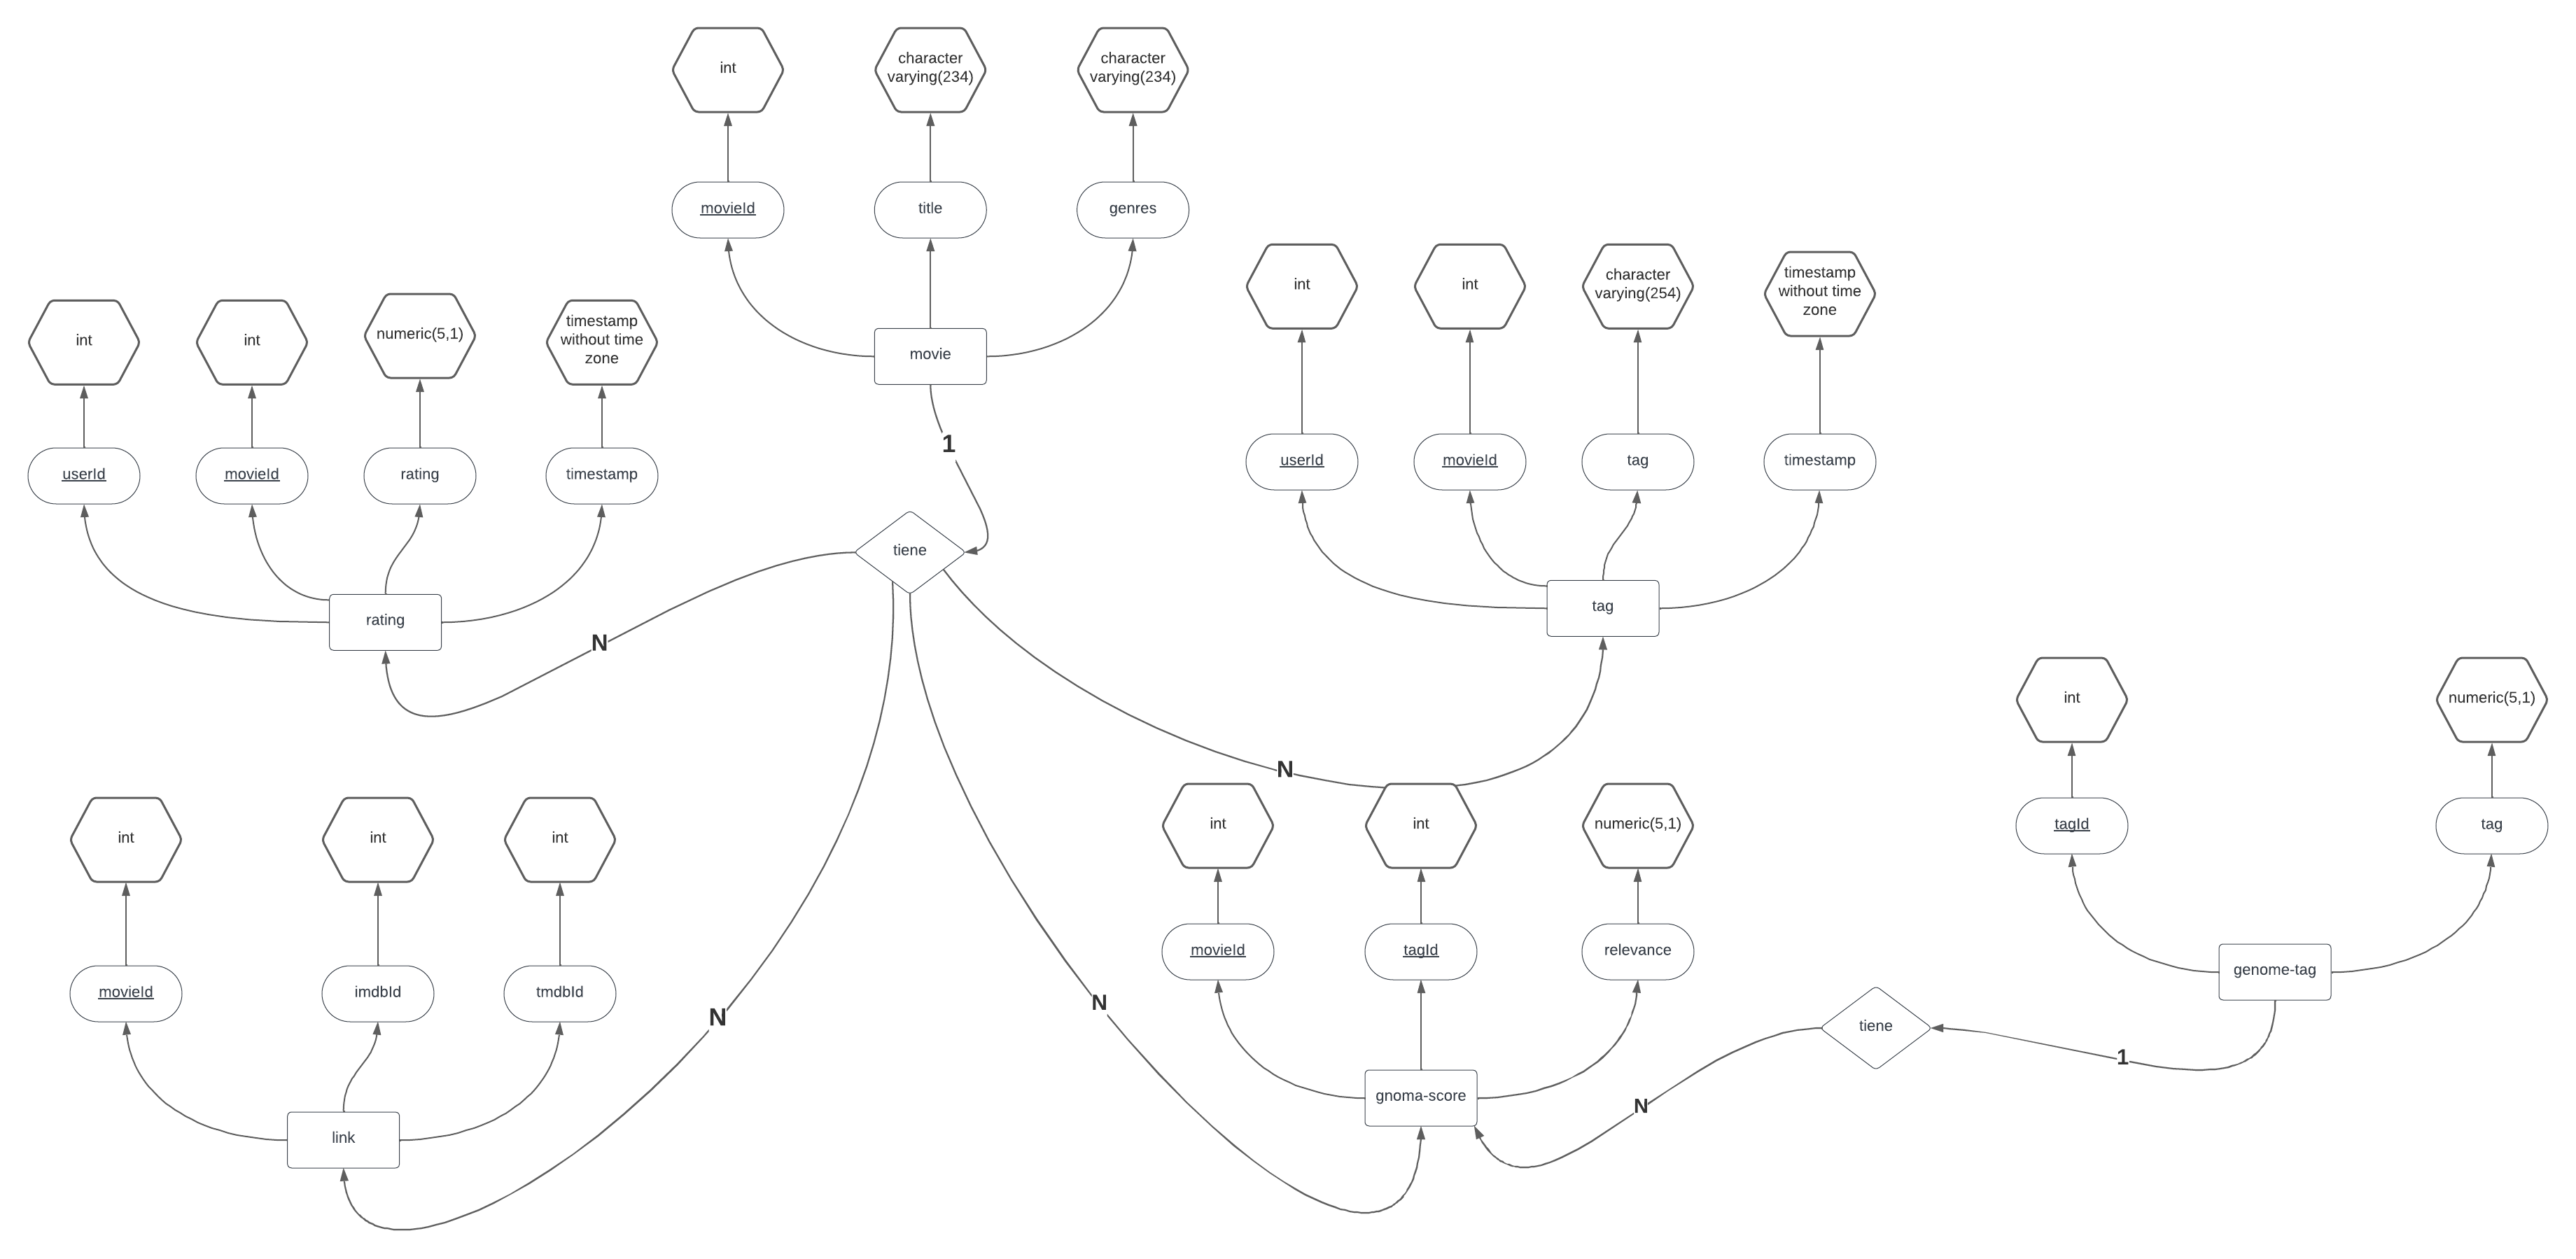 int
character
varying(234)
character
varying(234)
movieId
title
genres
movie
1
int
int
numeric(5,1)
timestamp
without time
zone
userId
movieId
rating
timestamp
rating
tiene
N
int
int
character
varying(254)
timestamp
without time
zone
userId
movieId
tag
timestamp
tag
N
int
int
int
movieId
imdbId
tmdbId
link
N
N
int
int
numeric(5,1)
movieId
tagId
relevance
gnoma-score
N
tiene
1
int
numeric(5,1)
tagId
tag
genome-tag